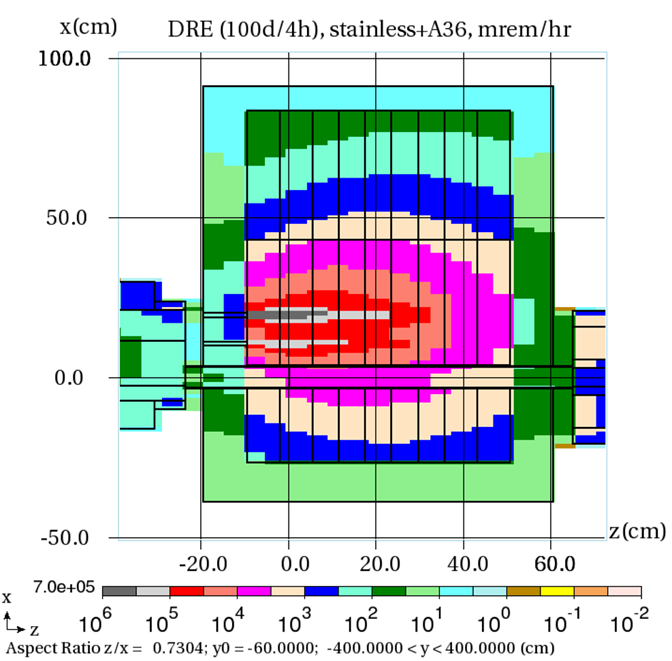 x(cm) DRE (100d/4h), stainless+A36, mrem/hr
100.0
50.0
0.0
-50.0
z(cm)
-20.0 0.0 20.0 40.0 60.0
7.0e+05
10^6 10^5 10^4 10^3 10^2 10^1 10^0 10^-1 10^-2
x
z
Aspect Ratio z/x = 0.7304; y0 = -60.0000; -400.0000 < y < 400.0000 (cm)